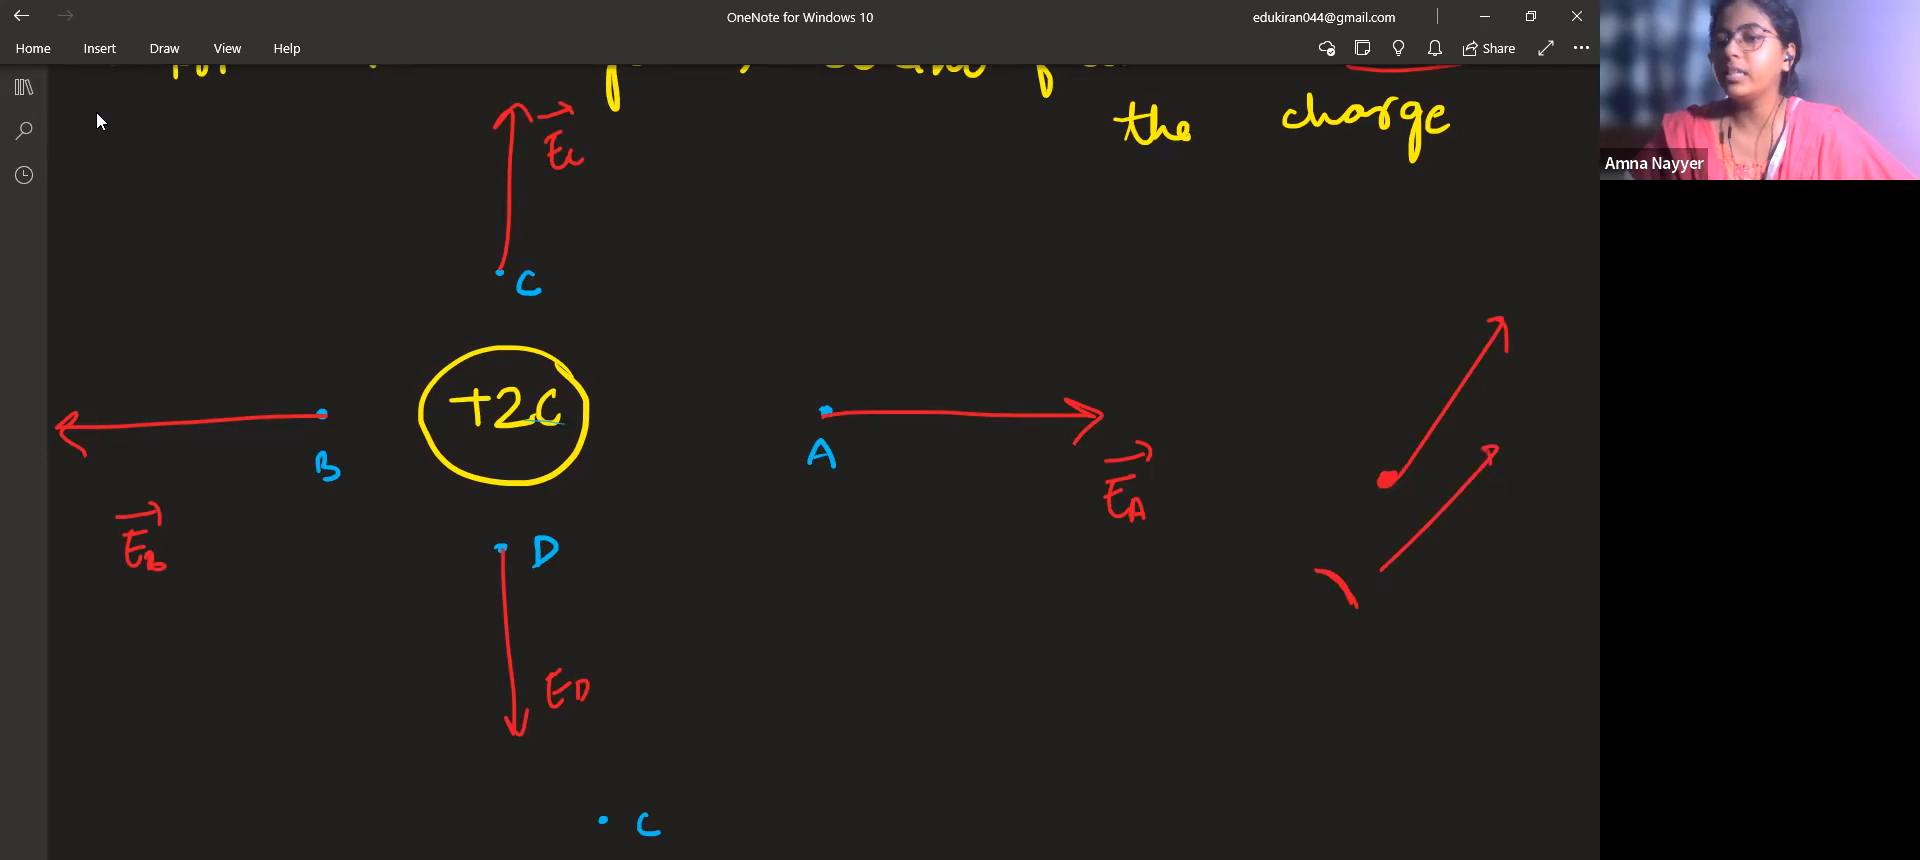 OneNote for Windows 10
edukiran044@gmail.com
Home Insert Draw View Help
Share
the charge
Amna Nayyer
EC
C
+2C
B
A
EB
EA
D
ED
C